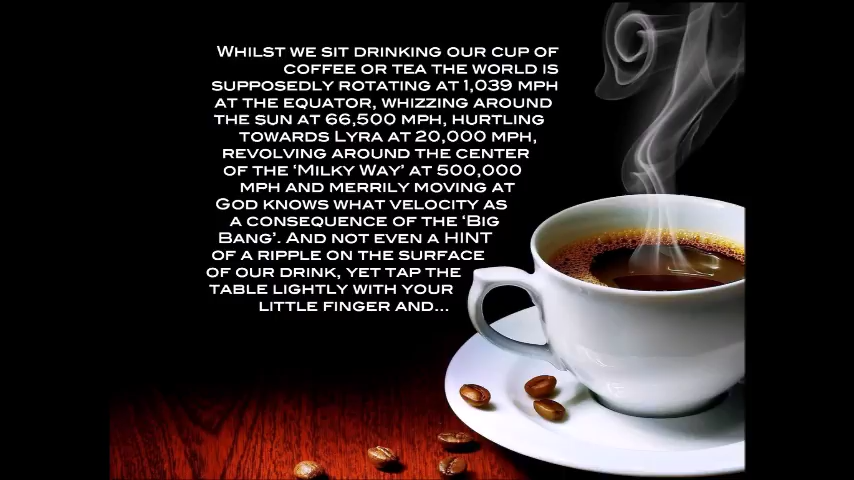 Whilst we sit drinking our cup of
coffee or tea the world is
supposedly rotating at 1,039 mph
at the equator, whizzing around
the sun at 66,500 mph, hurtling
towards Lyra at 20,000 mph,
revolving around the center
of the ‘Milky Way’ at 500,000
mph and merrily moving at
God knows what velocity as
a consequence of the ‘Big
Bang’. And not even a HINT
of a ripple on the surface
of our drink, yet tap the
table lightly with your
little finger and...